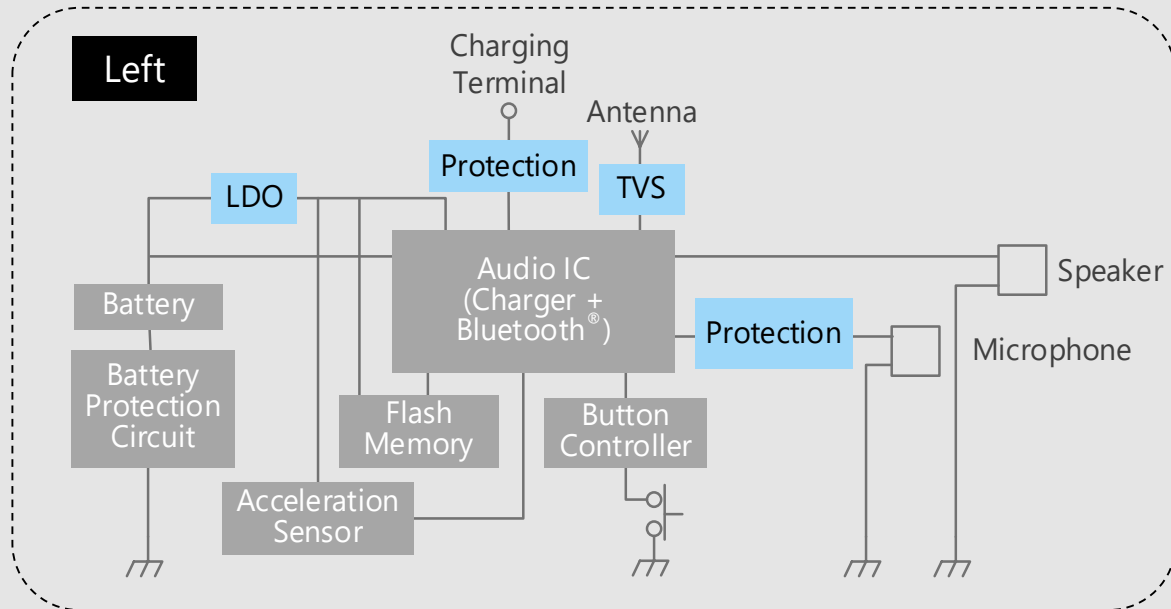 Left
Charging
Terminal
Antenna
Protection
TVS
LDO
Audio IC
(Charger +
Bluetooth®)
Speaker
Battery
Protection
Microphone
Battery
Protection
Circuit
Flash
Memory
Button
Controller
Acceleration
Sensor